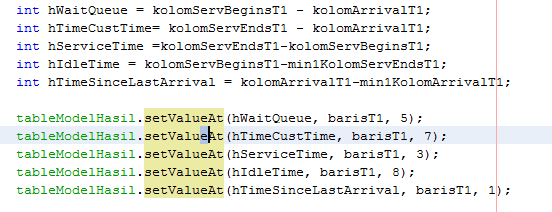 int hWaitQueue = kolomServBeginsT1 - kolomArrivalT1;
int hTimeCustTime= kolomServEndsT1 - kolomArrivalT1;
int hServiceTime =kolomServEndsT1-kolomServBeginsT1;
int hIdleTime = kolomServBeginsT1-min1KolomServEndsT1;
int hTimeSinceLastArrival = kolomArrivalT1-min1KolomArrivalT1;
tableModelHasil.setValueAt(hWaitQueue, barisT1, 5);
tableModelHasil.setValueAt(hTimeCustTime, barisT1, 7);
tableModelHasil.setValueAt(hServiceTime, barisT1, 3);
tableModelHasil.setValueAt(hIdleTime, barisT1, 8);
tableModelHasil.setValueAt(hTimeSinceLastArrival, barisT1, 1);